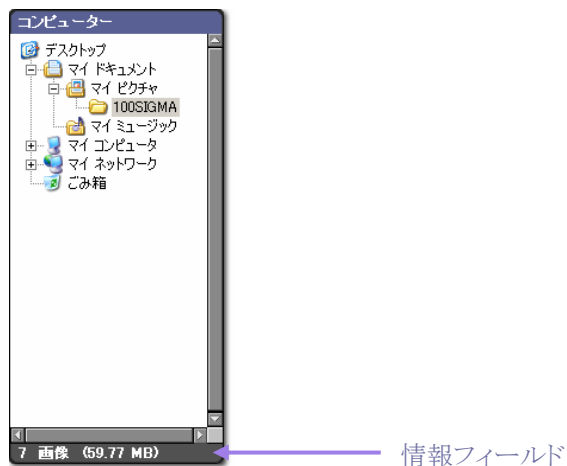 コンピューター
デスクトップ
マイ ドキュメント
マイ ピクチャ
100SIGMA
マイ ミュージック
マイ コンピュータ
マイ ネットワーク
ごみ箱
7 画像 (59.77 MB)
情報フィールド